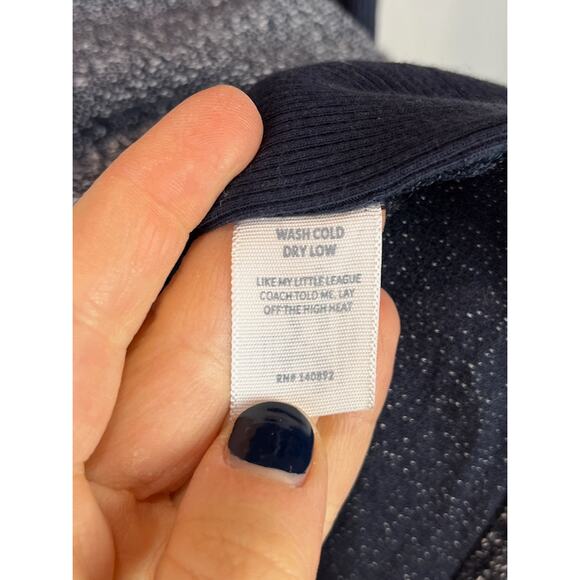 WASH COLD
DRY LOW
LIKE MY LITTLE LEAGUE
COACH TOLD ME, LAY
OFF THE HIGH HEAT
RN# 140892